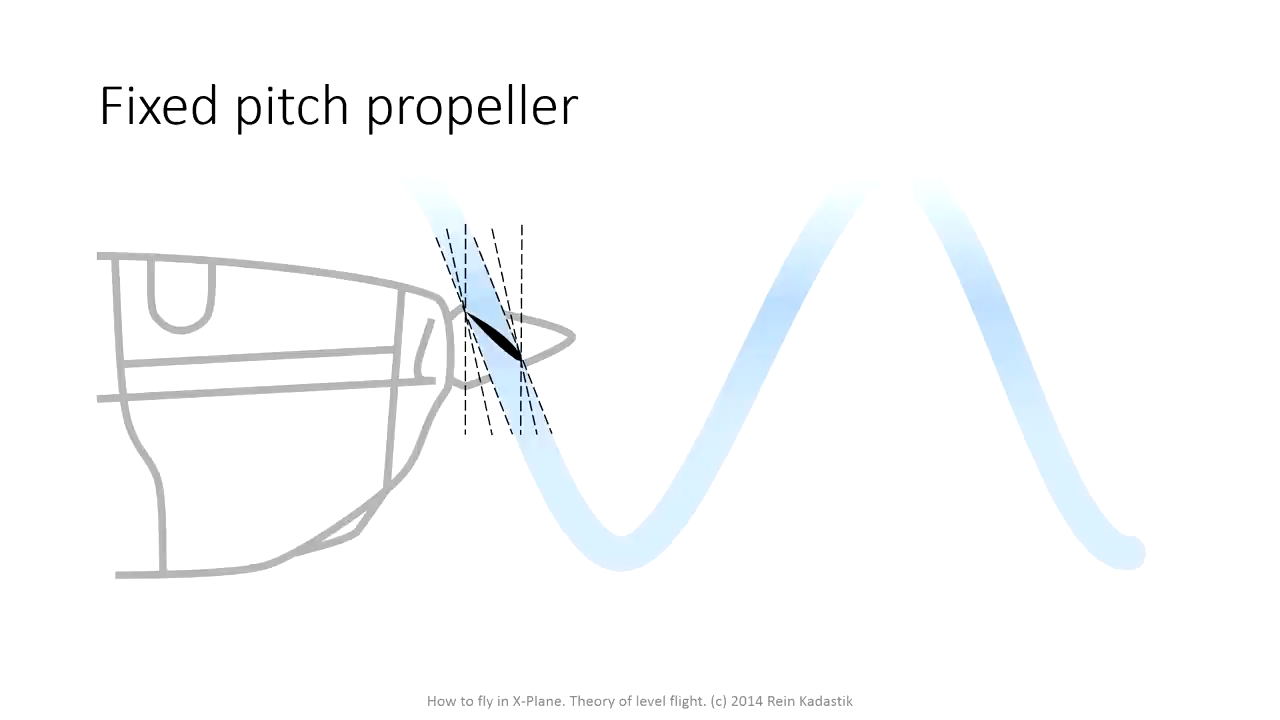 Fixed pitch propeller
How to fly in X-Plane. Theory of level flight. (c) 2014 Rein Kadastik